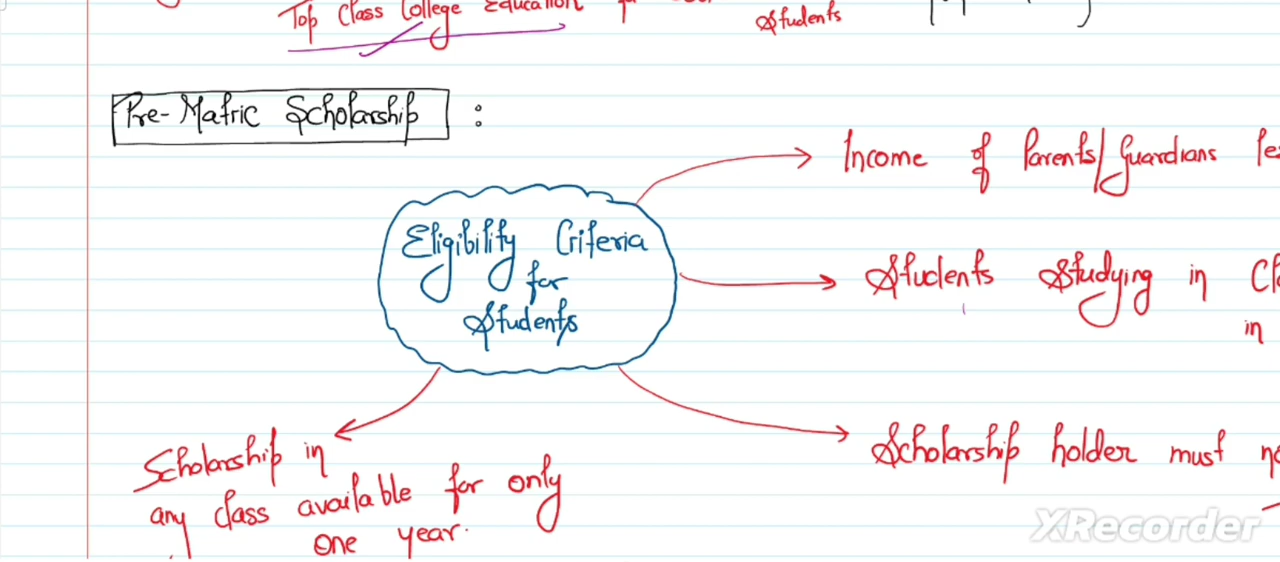 Top Class College Education
Students
Pre-Matric Scholarship :
Income of Parents/Guardians
Eligibility Criteria
for
Students
Students Studying in
in
Scholarship holder must
Scholarship in
any class available for only
one year.
XRecorder